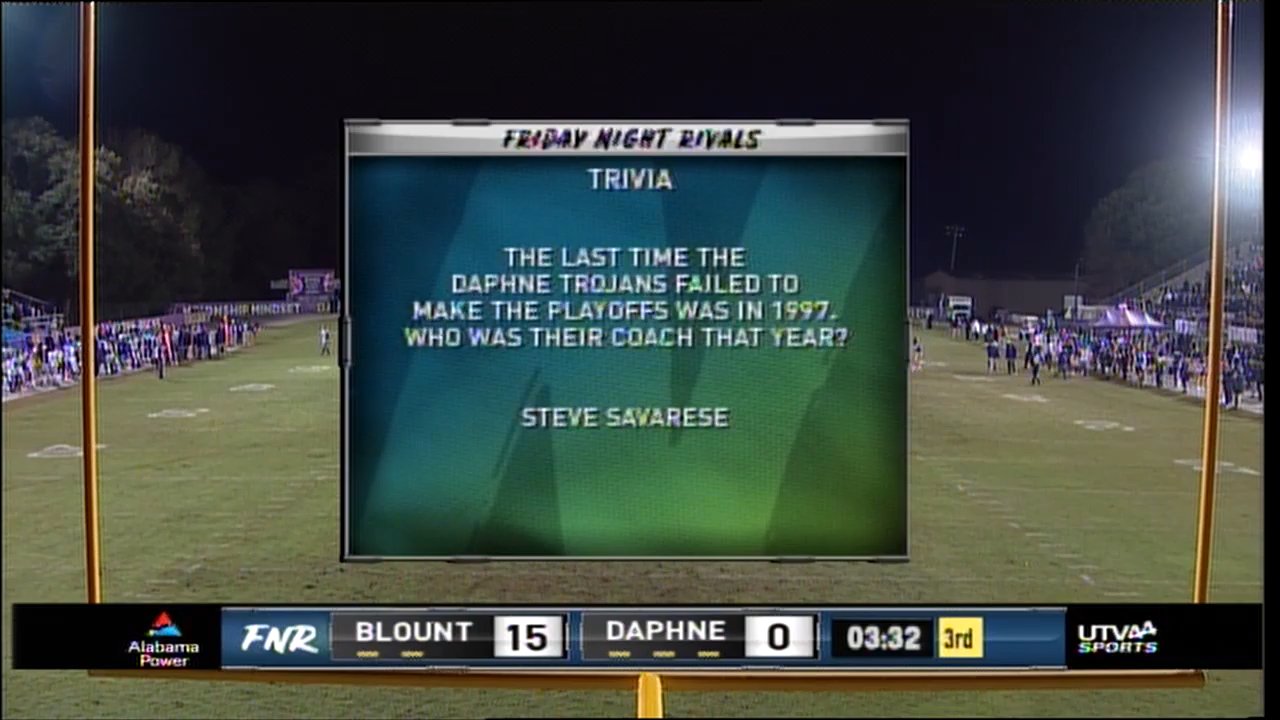 FRIDAY NIGHT RIVALS
TRIVIA
THE LAST TIME THE
DAPHNE TROJANS FAILED TO
MAKE THE PLAYOFFS WAS IN 1997.
WHO WAS THEIR COACH THAT YEAR?
STEVE SAVARESE
Alabama
Power
FNR
BLOUNT
15
DAPHNE
0
03:32
3rd
UTVAA
SPORTS